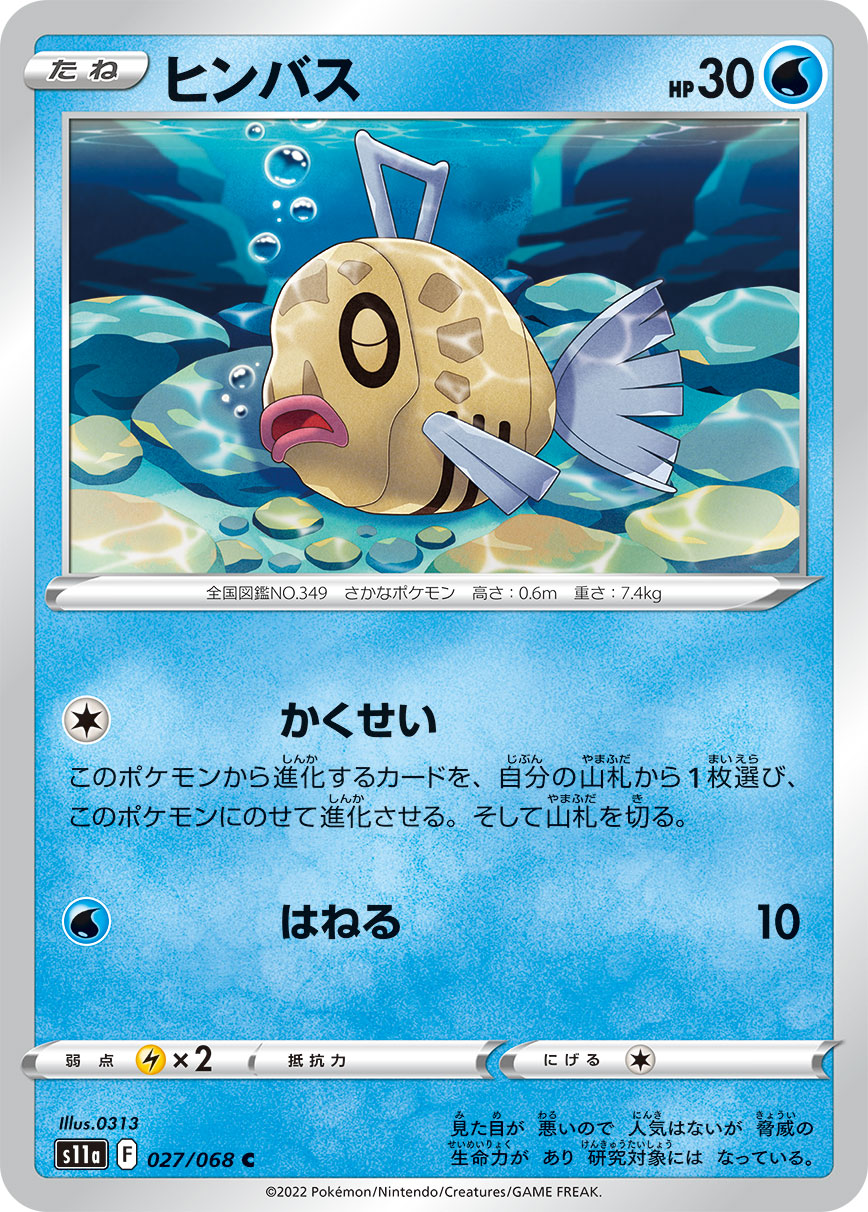 たね ヒンバス HP30
全国図鑑NO.349 さかなポケモン 高さ：0.6m 重さ：7.4kg
かくせい
このポケモンから進化するカードを、自分の山札から1枚選び、
このポケモンにのせて進化させる。そして山札を切る。
はねる 10
弱点 ×2 抵抗力 にげる
Illus.0313
見た目が 悪いので 人気はないが 脅威の
生命力が あり 研究対象には なっている。
s11a F 027/068 C
©2022 Pokémon/Nintendo/Creatures/GAME FREAK.